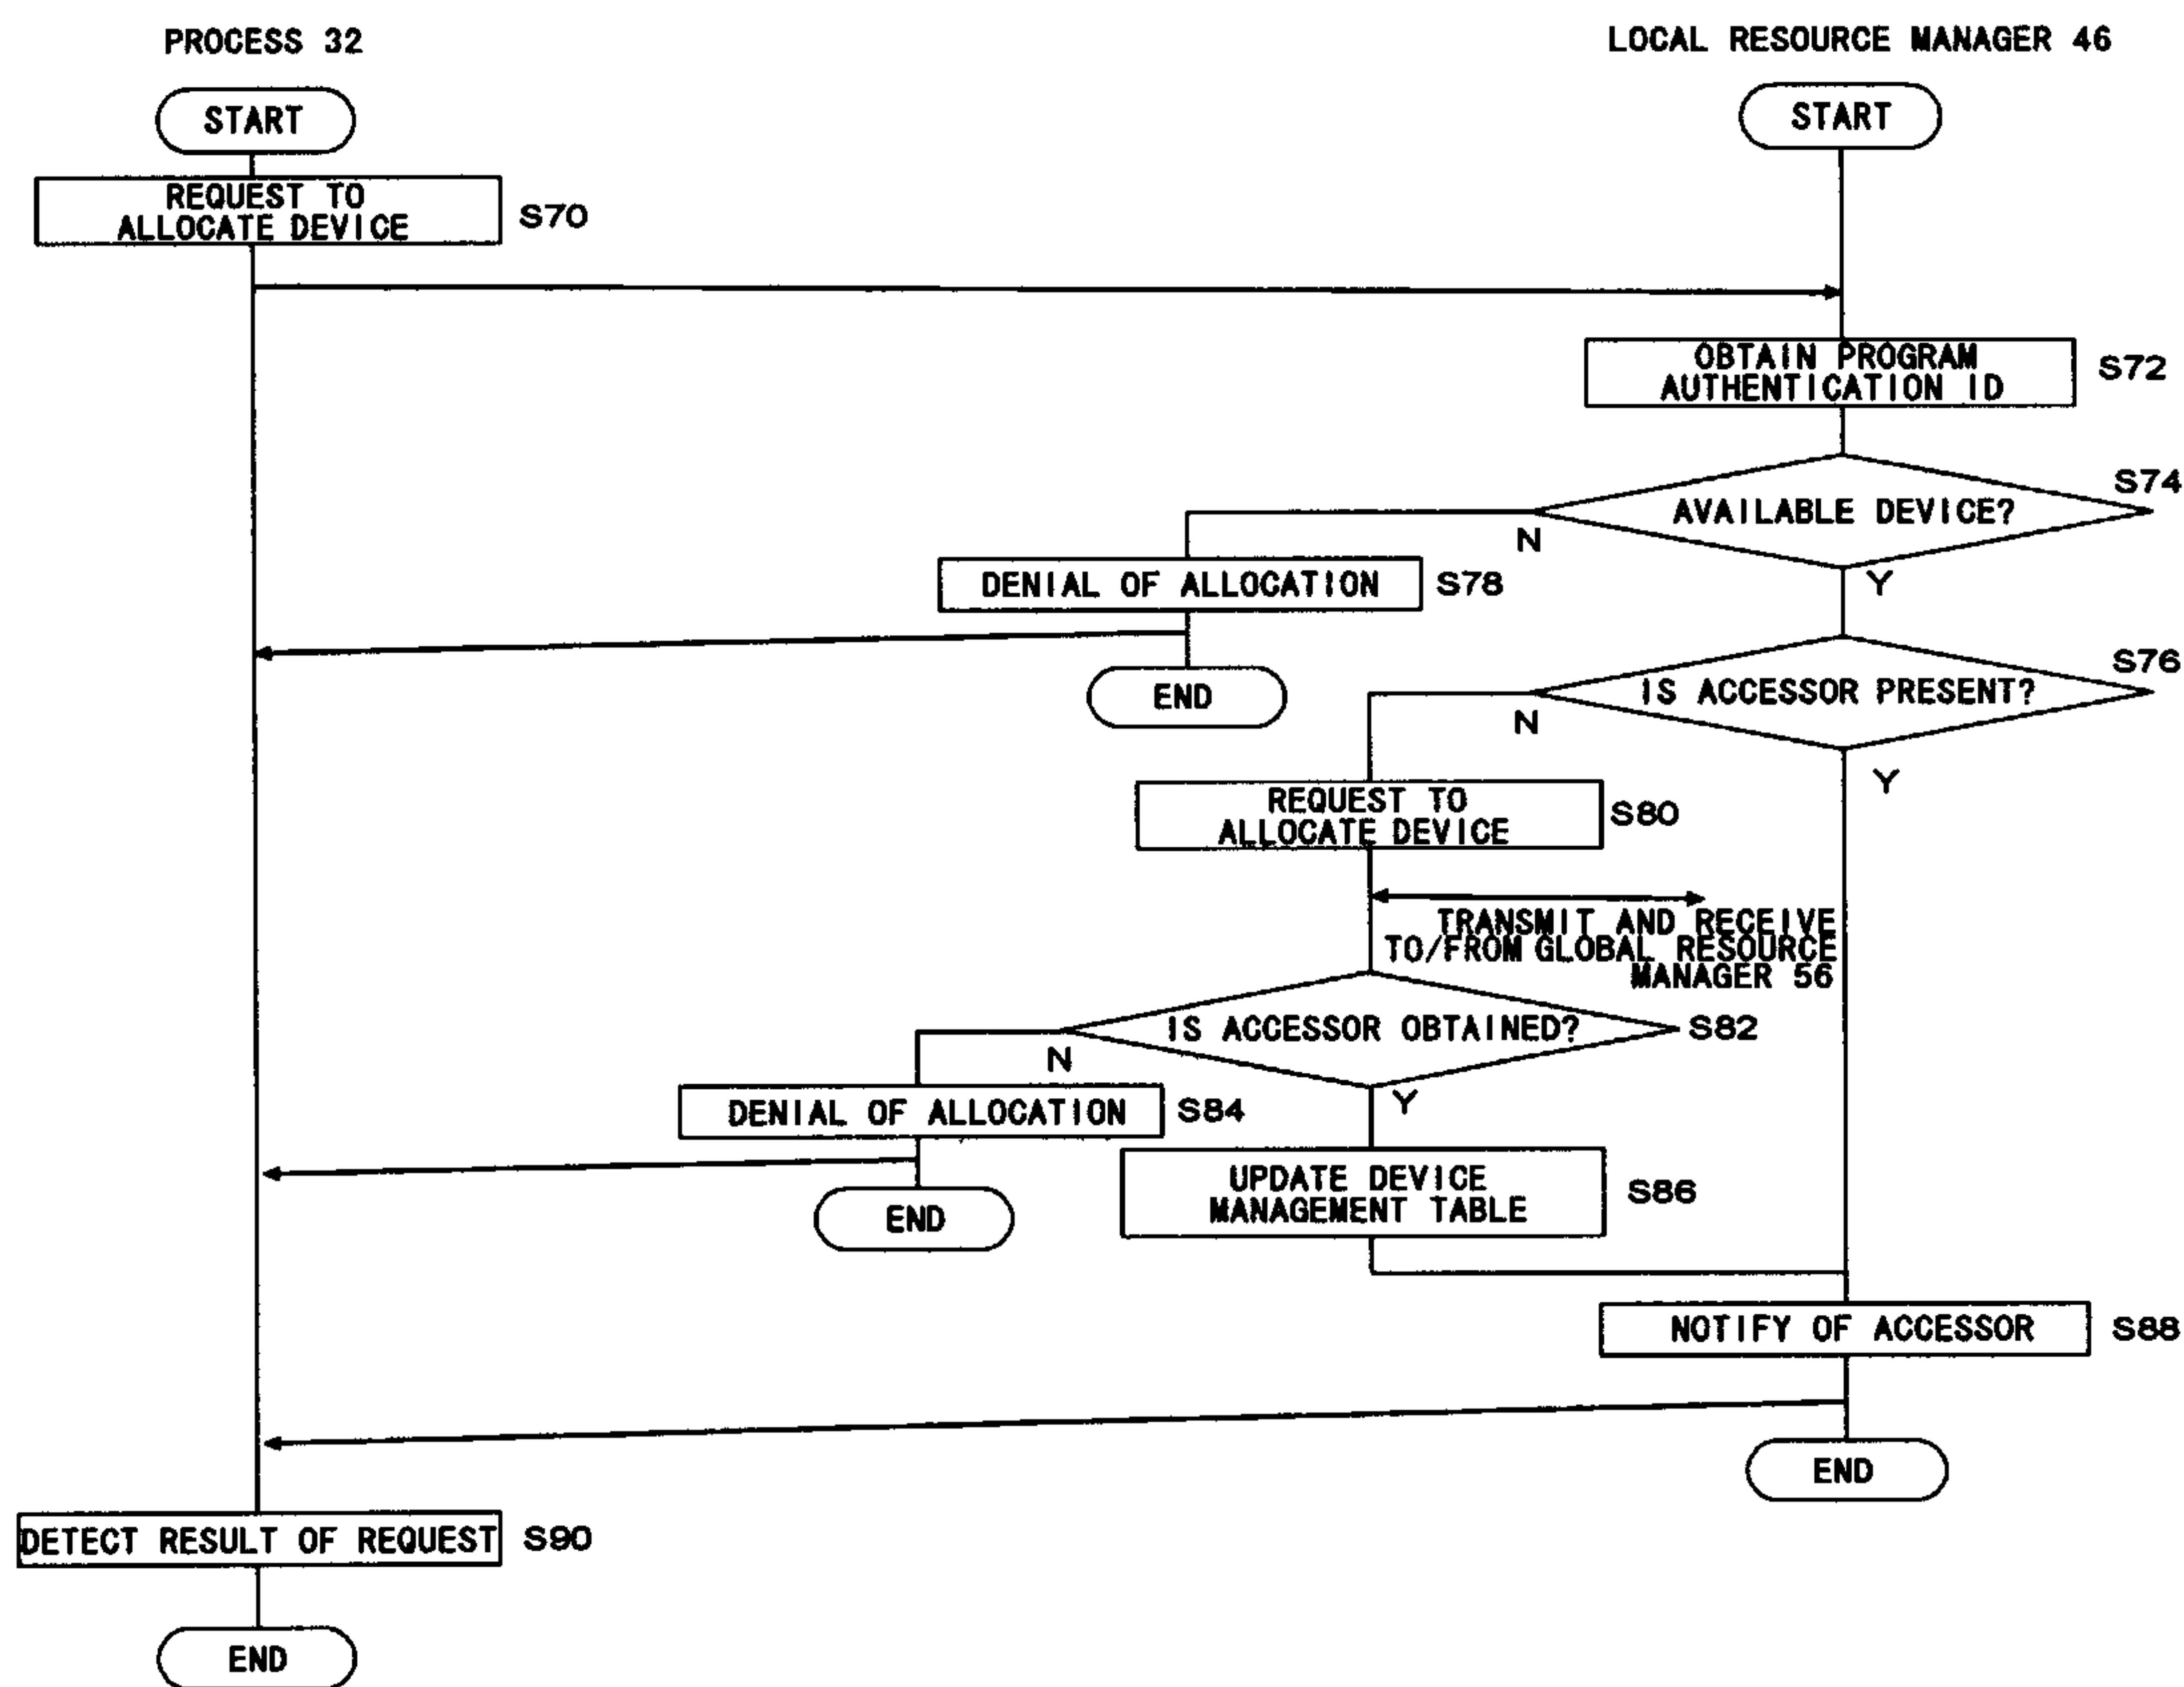 PROCESS 32
LOCAL RESOURCE MANAGER 46
START
START
REQUEST TO
ALLOCATE DEVICE
S70
OBTAIN PROGRAM
AUTHENTICATION ID
S72
S74
AVAILABLE DEVICE?
N
Y
DENIAL OF ALLOCATION
S78
END
S76
IS ACCESSOR PRESENT?
N
Y
REQUEST TO
ALLOCATE DEVICE
S80
TRANSMIT AND RECEIVE
TO/FROM GLOBAL RESOURCE
MANAGER 56
IS ACCESSOR OBTAINED?
S82
N
Y
DENIAL OF ALLOCATION
S84
END
UPDATE DEVICE
MANAGEMENT TABLE
S86
NOTIFY OF ACCESSOR
S88
END
DETECT RESULT OF REQUEST
S90
END